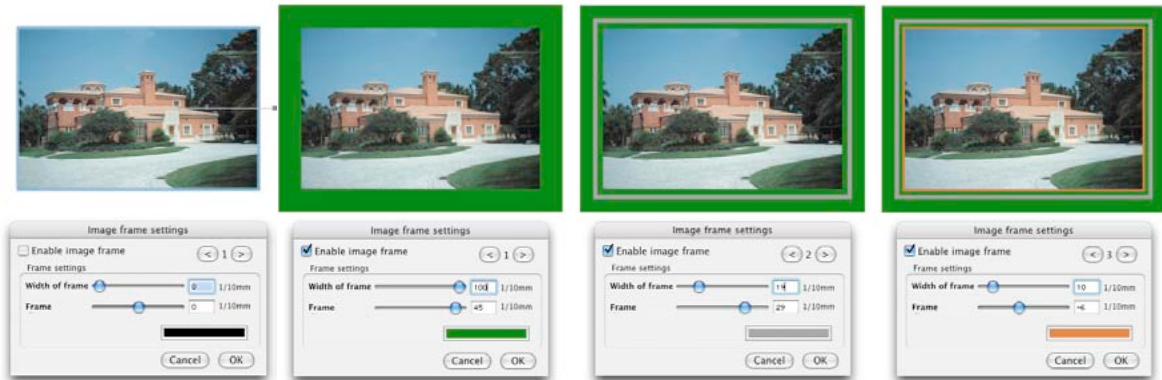 Image frame settings
Enable image frame
< 1 >
Frame settings
Width of frame 0 1/10mm
Frame 0 1/10mm
Cancel OK
Image frame settings
Enable image frame
< 1 >
Frame settings
Width of frame 100 1/10mm
Frame 45 1/10mm
Cancel OK
Image frame settings
Enable image frame
< 2 >
Frame settings
Width of frame 19 1/10mm
Frame 29 1/10mm
Cancel OK
Image frame settings
Enable image frame
< 3 >
Frame settings
Width of frame 10 1/10mm
Frame 1/10mm
Cancel OK